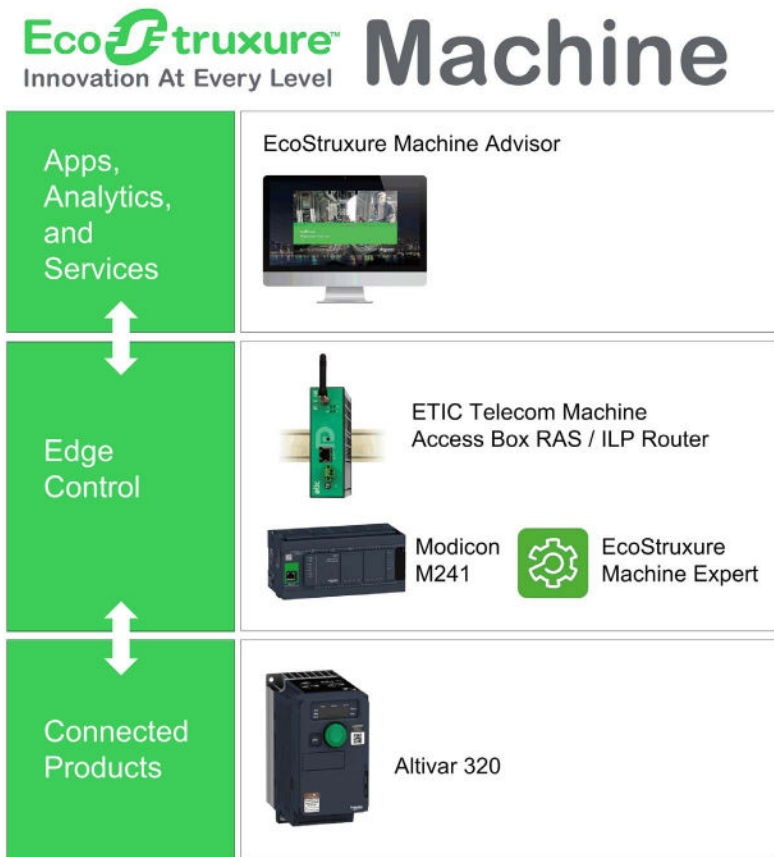 EcoStruxure™
Innovation At Every Level
Machine
Apps,
Analytics,
and
Services
EcoStruxure Machine Advisor
Edge
Control
ETIC Telecom Machine
Access Box RAS / ILP Router
etic
Modicon
M241
EcoStruxure
Machine Expert
Connected
Products
Altivar 320